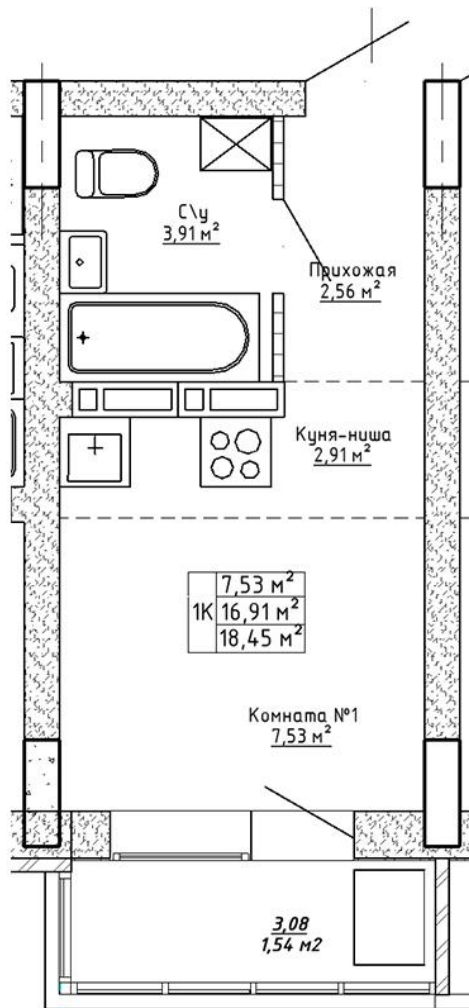 С\у
3,91 м²
Прихожая
2,56 м²
Куня-ниша
2,91 м²
7,53 м²
1К 16,91 м²
18,45 м²
Комната №1
7,53 м²
3,08
1,54 м2